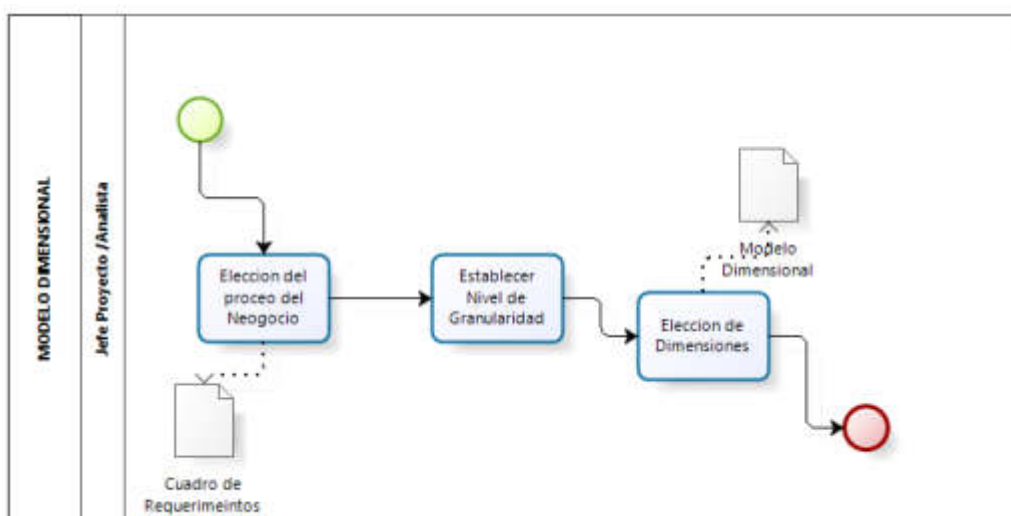 MODELO DIMENSIONAL
Jefe Proyecto / Analista
Eleccion del
proceo del
Neogocio
Establecer
Nivel de
Granularidad
Eleccion de
Dimensiones
Modelo
Dimensional
Cuadro de
Requerimeintos